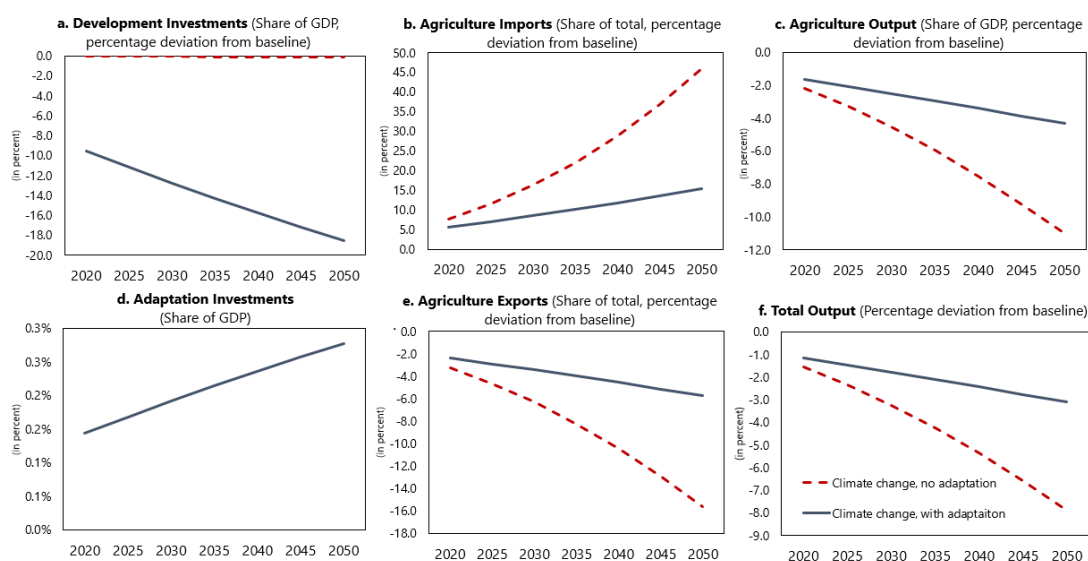 a. Development Investments (Share of GDP,
percentage deviation from baseline)
0.0
-2.0
-4.0
-6.0
-8.0
-10.0
-12.0
-14.0
-16.0
-18.0
-20.0
(in percent)
2020 2025 2030 2035 2040 2045 2050
b. Agriculture Imports (Share of total, percentage
deviation from baseline)
50.0
45.0
40.0
35.0
30.0
25.0
20.0
15.0
10.0
5.0
0.0
(in percent)
2020 2025 2030 2035 2040 2045 2050
c. Agriculture Output (Share of GDP, percentage
deviation from baseline)
0.0
-2.0
-4.0
-6.0
-8.0
-10.0
-12.0
(in percent)
2020 2025 2030 2035 2040 2045 2050
d. Adaptation Investments
(Share of GDP)
0.3%
0.3%
0.2%
0.2%
0.1%
0.1%
0.0%
(in percent)
2020 2025 2030 2035 2040 2045 2050
e. Agriculture Exports (Share of total, percentage
deviation from baseline)
0.0
-2.0
-4.0
-6.0
-8.0
-10.0
-12.0
-14.0
-16.0
-18.0
(in percent)
2020 2025 2030 2035 2040 2045 2050
f. Total Output (Percentage deviation from baseline)
0.0
-1.0
-2.0
-3.0
-4.0
-5.0
-6.0
-7.0
-8.0
-9.0
(in percent)
Climate change, no adaptation
Climate change, with adaptaiton
2020 2025 2030 2035 2040 2045 2050